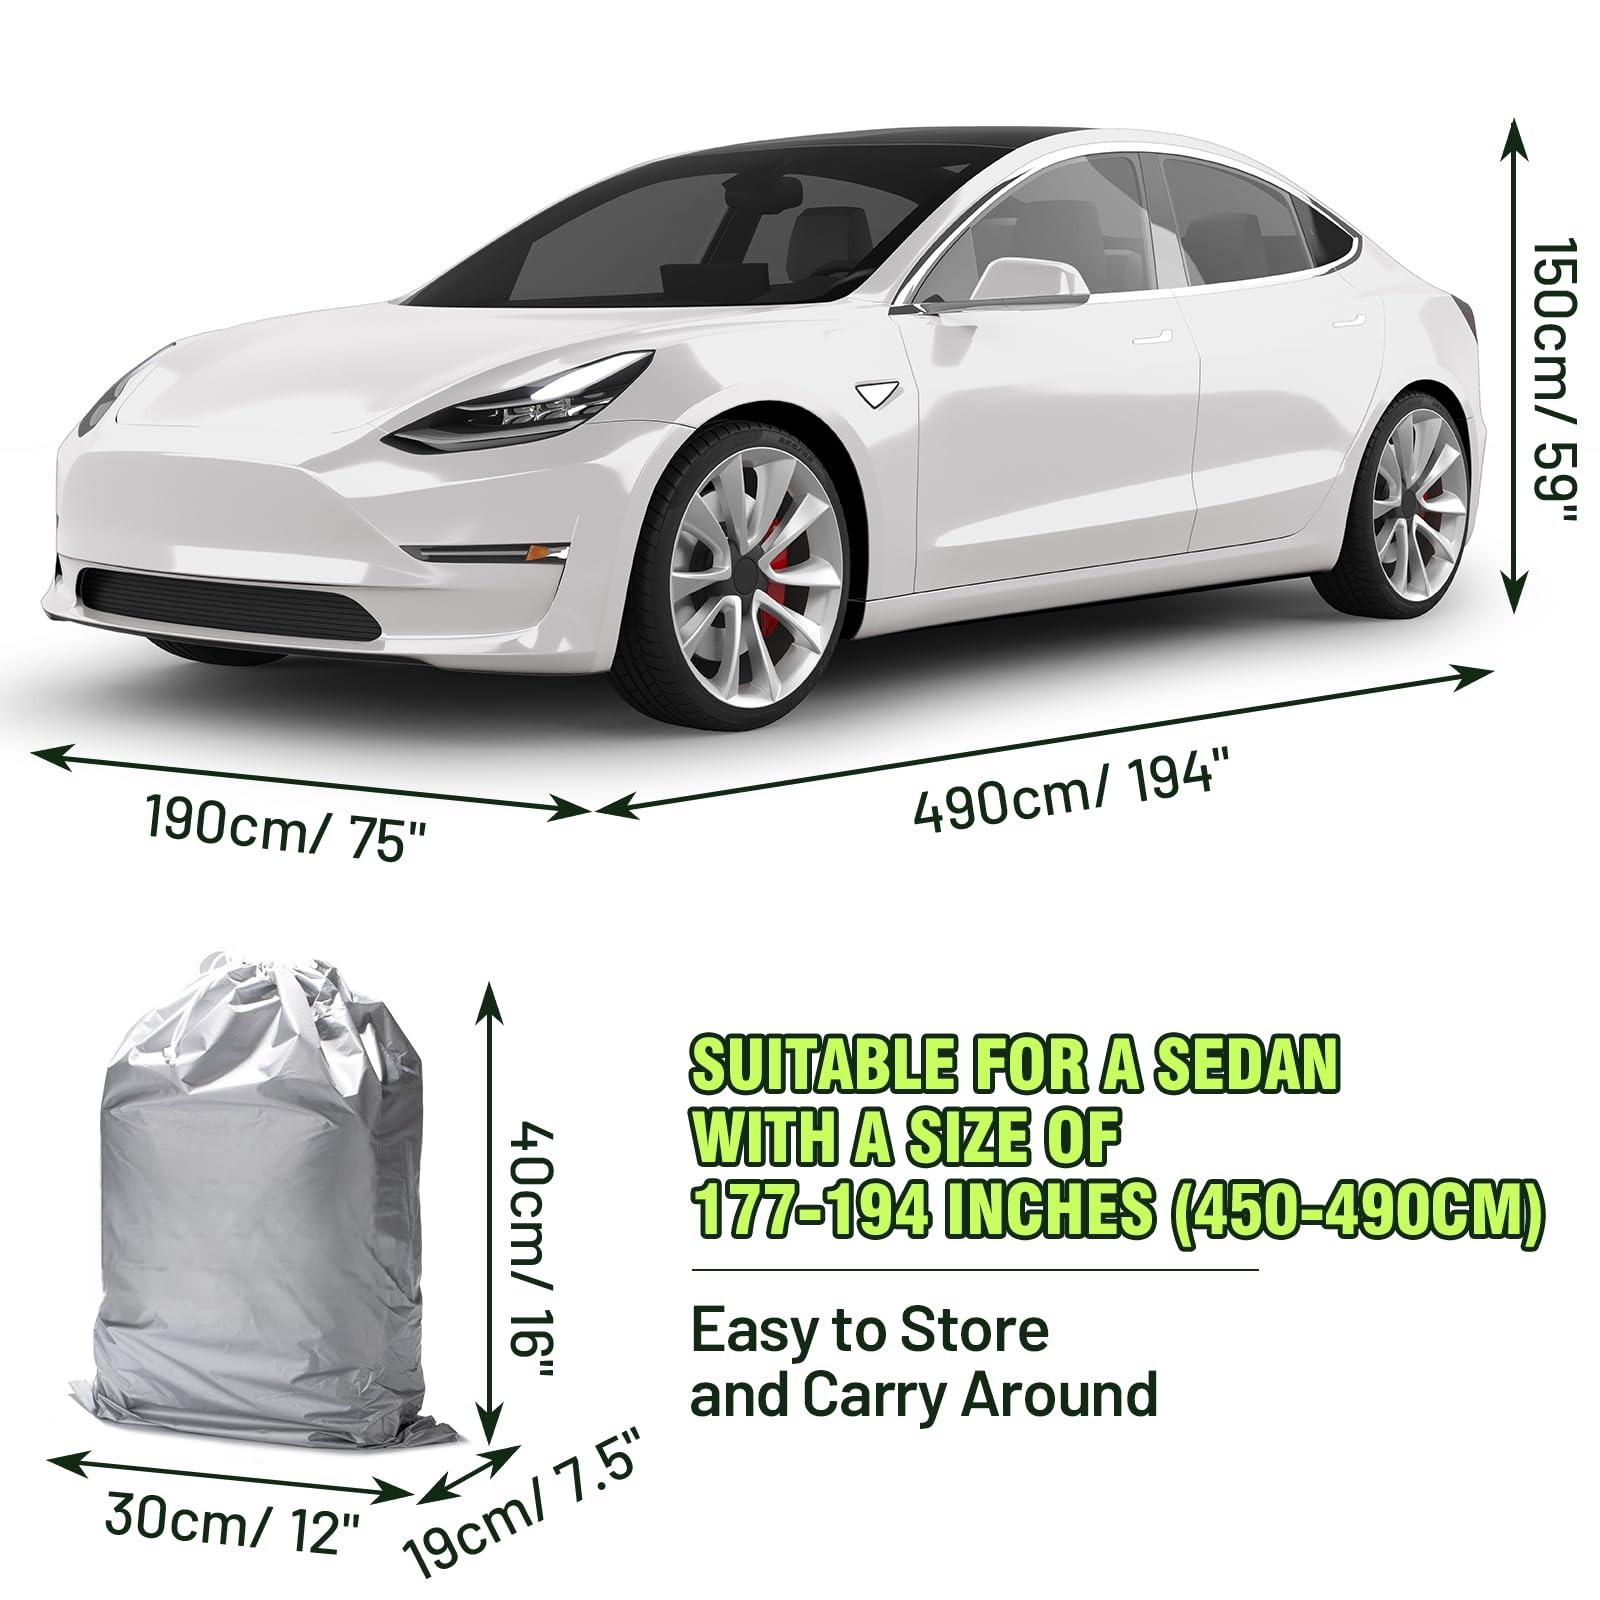 150cm/ 59"
190cm/ 75"
490cm/ 194"
40cm/ 16"
30cm/ 12"
19cm/ 7.5"
SUITABLE FOR A SEDAN
WITH A SIZE OF
177-194 INCHES (450-490CM)
Easy to Store
and Carry Around